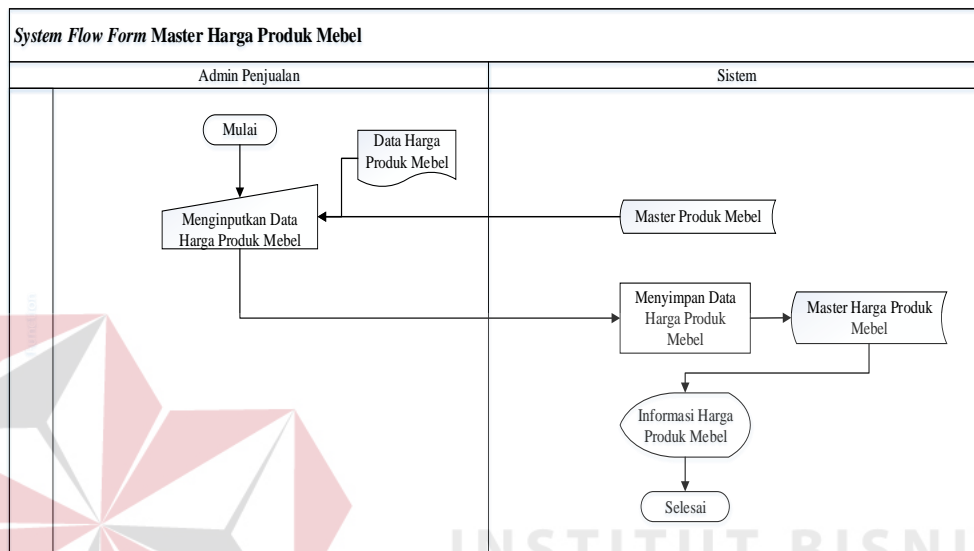 System Flow Form Master Harga Produk Mebel
Admin Penjualan
Sistem
Mulai
Data Harga
Produk Mebel
Menginputkan Data
Harga Produk Mebel
Master Produk Mebel
Menyimpan Data
Harga Produk
Mebel
Master Harga Produk
Mebel
Informasi Harga
Produk Mebel
Selesai
INSTITUT BISNI